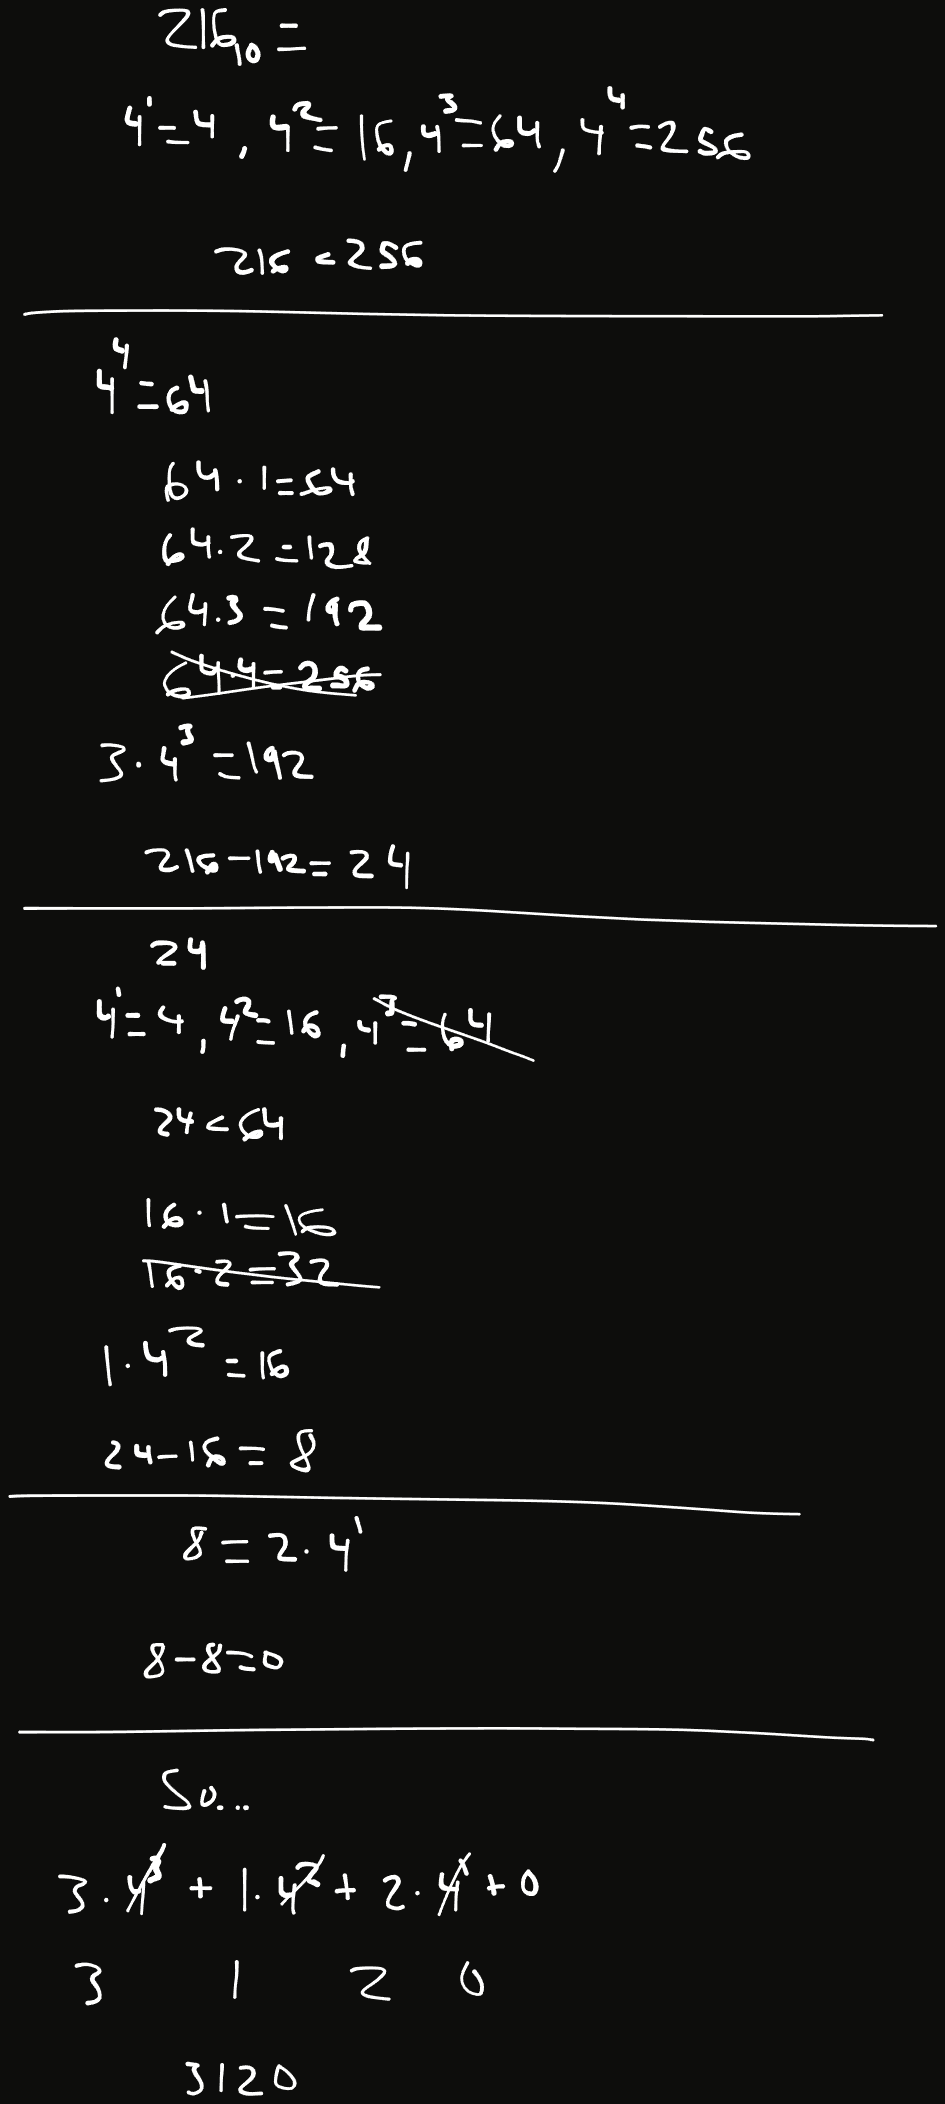 216₁₀ =
4¹=4, 4²=16, 4³=64, 4⁴=256
216 < 256
4⁴=64
64·1=64
64·2=128
64·3=192
64·4=256
3·4³=192
216-192=24
24
4¹=4, 4²=16, 4³=64
24<64
16·1=16
16·2=32
1·4²=16
24-16=8
8=2·4¹
8-8=0
So...
3·4³ + 1·4² + 2·4¹ + 0
3 1 2 0
3120